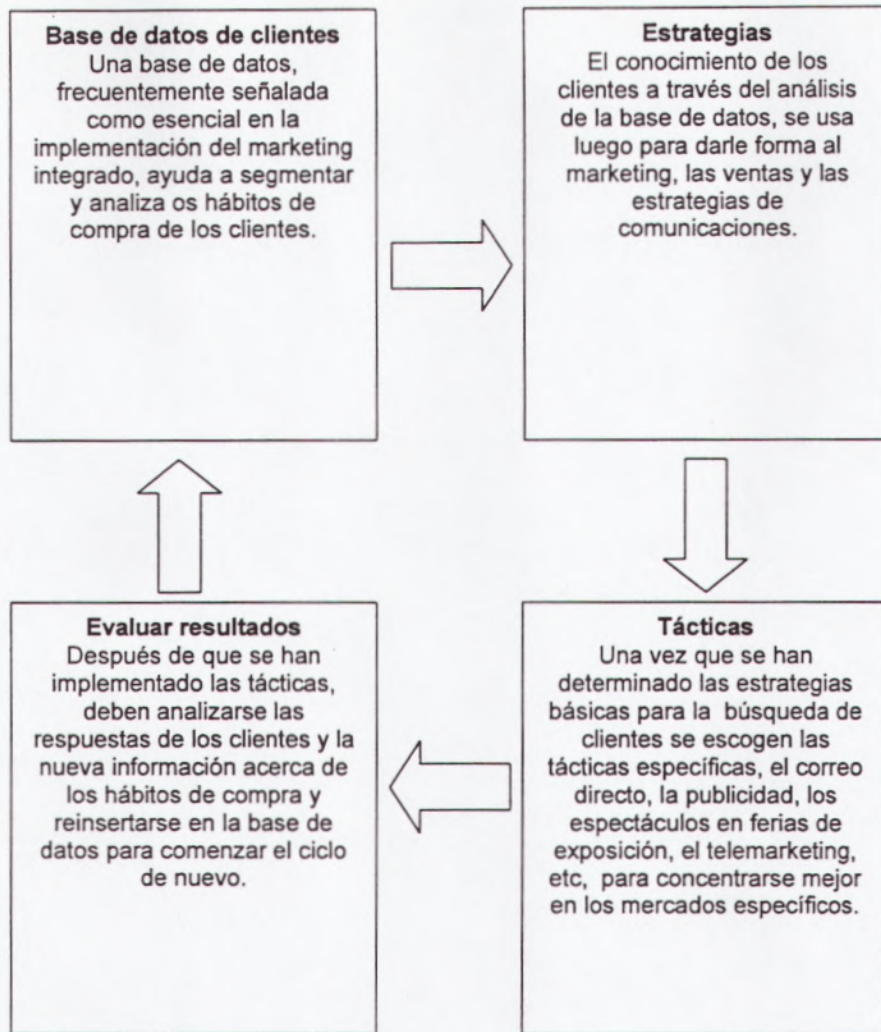 Base de datos de clientes
Una base de datos,
frecuentemente señalada
como esencial en la
implementación del marketing
integrado, ayuda a segmentar
y analiza os hábitos de
compra de los clientes.
Estrategias
El conocimiento de los
clientes a través del análisis
de la base de datos, se usa
luego para darle forma al
marketing, las ventas y las
estrategias de
comunicaciones.
Tácticas
Una vez que se han
determinado las estrategias
básicas para la búsqueda de
clientes se escogen las
tácticas específicas, el correo
directo, la publicidad, los
espectáculos en ferias de
exposición, el telemarketing,
etc, para concentrarse mejor
en los mercados específicos.
Evaluar resultados
Después de que se han
implementado las tácticas,
deben analizarse las
respuestas de los clientes y la
nueva información acerca de
los hábitos de compra y
reinsertarse en la base de
datos para comenzar el ciclo
de nuevo.